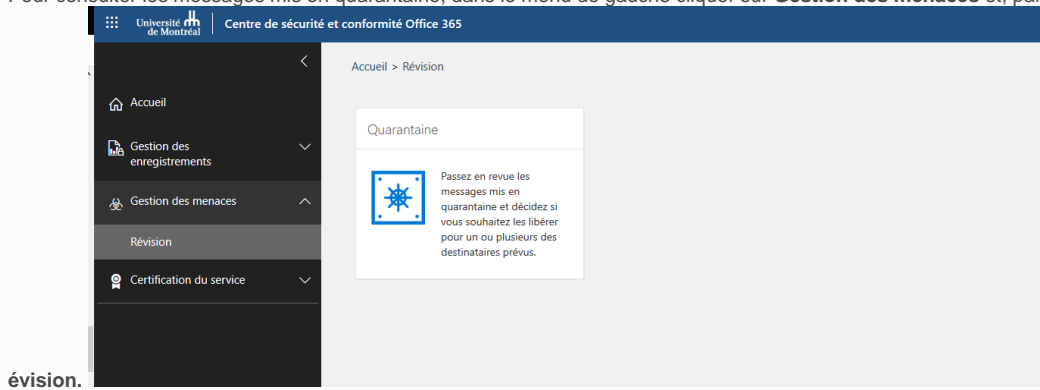 Pour consulter les messages mis en quarantaine, dans le menu de gauche cliquer sur Gestion des menaces et, par
Université de Montréal
Centre de sécurité et conformité Office 365
Accueil > Révision
Accueil
Gestion des
enregistrements
Gestion des menaces
Révision
Certification du service
Quarantaine
Passez en revue les
messages mis en
quarantaine et décidez si
vous souhaitez les libérer
pour un ou plusieurs des
destinataires prévus.
évision.